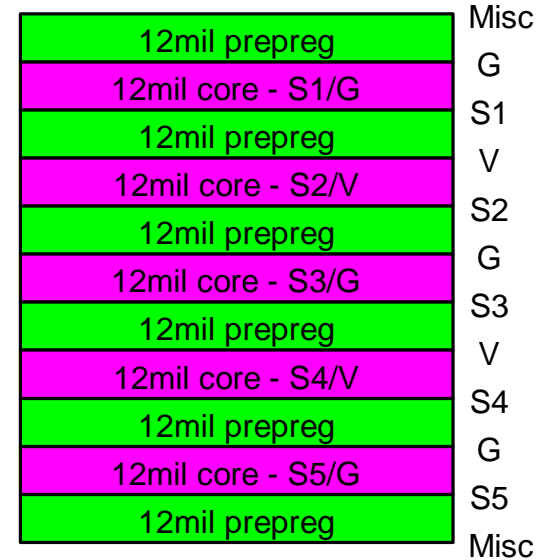 Misc
12mil prepreg
G
12mil core - S1/G
S1
12mil prepreg
V
12mil core - S2/V
S2
12mil prepreg
G
12mil core - S3/G
S3
12mil prepreg
V
12mil core - S4/V
S4
12mil prepreg
G
12mil core - S5/G
S5
12mil prepreg
Misc